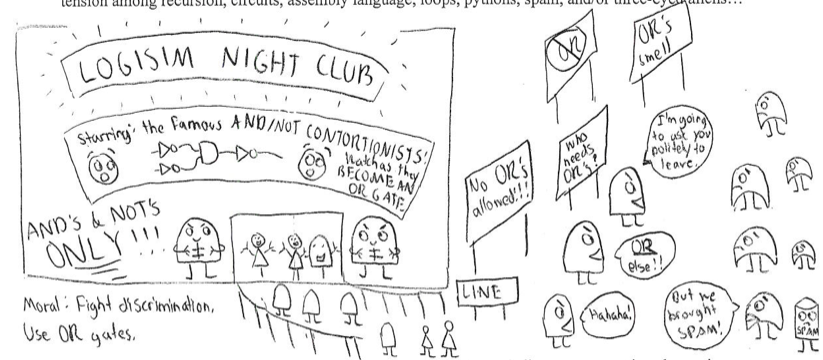 tension among recursion, circuits, assembly language, loops, pythons, spam, and/or three-eyed aliens...
LOGISIM NIGHT CLUB
Starring: the famous AND/NOT CONTORTIONISTS!
Watch as they
BECOME AN
OR GATE.
AND'S & NOT'S
ONLY!!!
Moral: Fight discrimination.
Use OR gates.
OR
OR's
smell
No OR's
allowed!!!
Who
needs
OR's?
I'm going
to ask you
politely to
leave.
OR
else!!
LINE
Hahaha!
But we
brought
SPAM!
SPAM